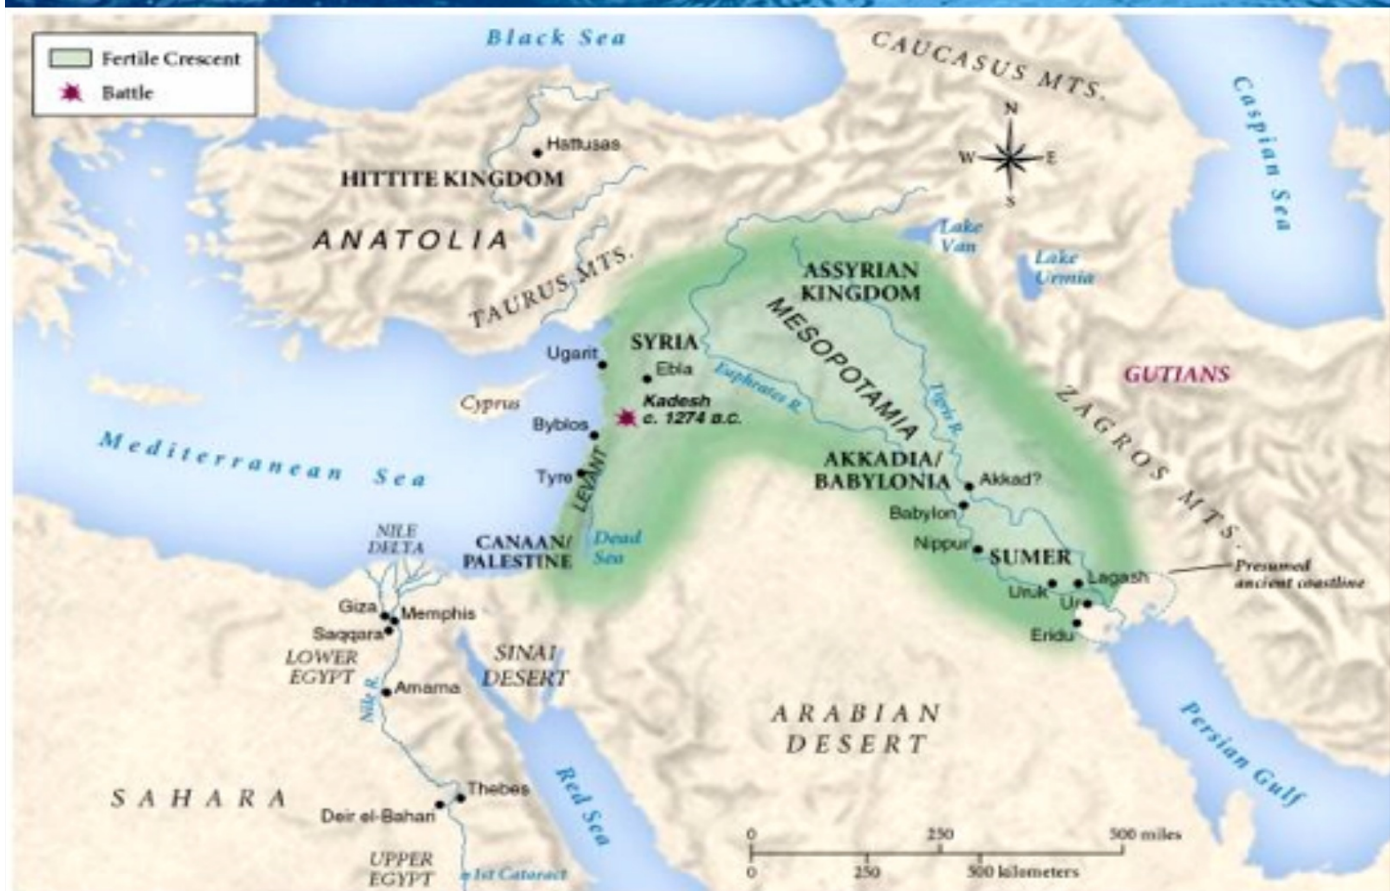 Fertile Crescent
Battle
Black Sea
CAUCASUS MTS.
Caspian Sea
N
W
E
S
Hattusas
HITTITE KINGDOM
ANATOLIA
TAURUS MTS.
Lake
Van
Lake
Urmia
ASSYRIAN
KINGDOM
MESOPOTAMIA
SYRIA
Ugarit
Ebla
Euphrates R.
Tigris R.
GUTIANS
ZAGROS MTS.
Cyprus
Kadesh
c. 1274 B.C.
Byblos
Mediterranean Sea
Tyre
LEVANT
AKKADIA/
BABYLONIA
Akkad?
Babylon
NILE
DELTA
CANAAN/
PALESTINE
Dead
Sea
Nippur
SUMER
Presumed
ancient coastline
Lagash
Uruk
Ur
Eridu
Giza
Memphis
Saqqara
LOWER
EGYPT
SINAI
DESERT
Nile R.
Amarna
ARABIAN
DESERT
Persian Gulf
Red Sea
SAHARA
Thebes
Deir el-Bahari
UPPER
EGYPT
1st Cataract
0
250
500 miles
0
250
500 kilometers